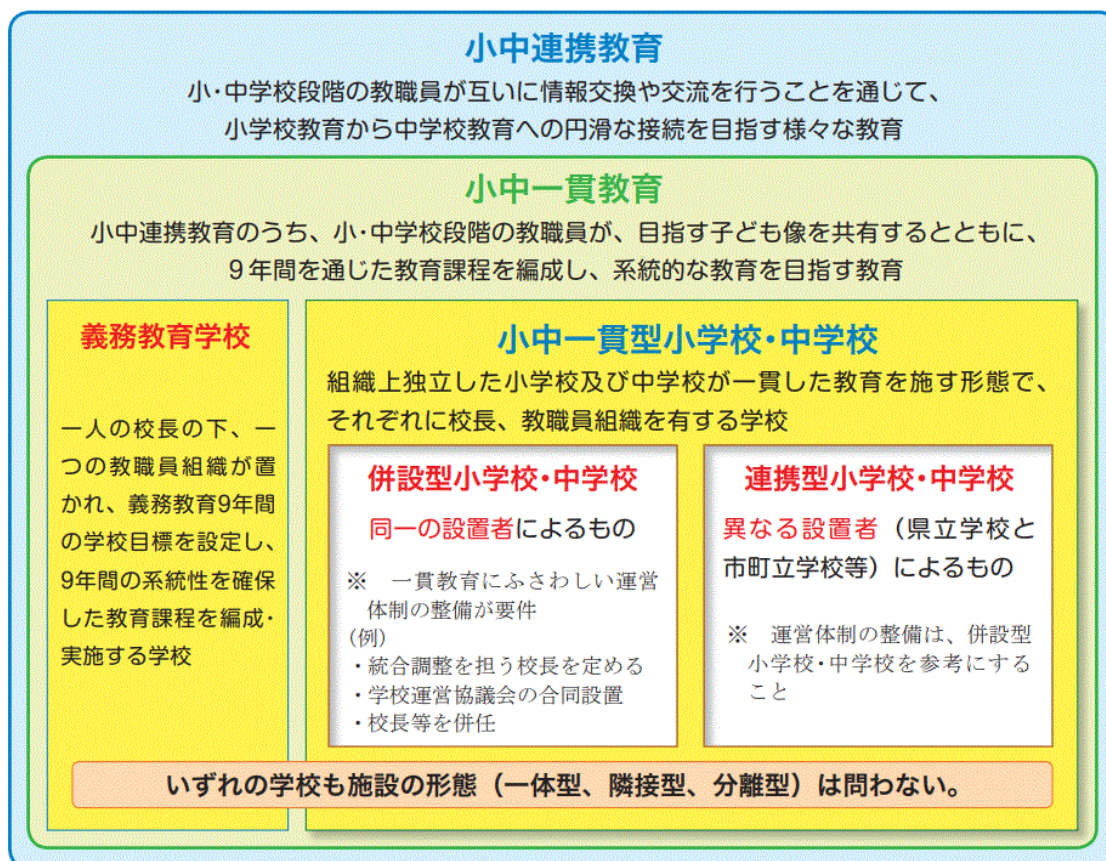 小中連携教育
小・中学校段階の教職員が互いに情報交換や交流を行うことを通じて、
小学校教育から中学校教育への円滑な接続を目指す様々な教育
小中一貫教育
小中連携教育のうち、小・中学校段階の教職員が、目指す子ども像を共有するとともに、
９年間を通じた教育課程を編成し、系統的な教育を目指す教育
義務教育学校
一人の校長の下、一
つの教職員組織が置
かれ、義務教育9年間
の学校目標を設定し、
9年間の系統性を確保
した教育課程を編成・
実施する学校
小中一貫型小学校・中学校
組織上独立した小学校及び中学校が一貫した教育を施す形態で、
それぞれに校長、教職員組織を有する学校
併設型小学校・中学校
同一の設置者によるもの
※　一貫教育にふさわしい運営
体制の整備が要件
（例）
・統合調整を担う校長を定める
・学校運営協議会の合同設置
・校長等を併任
連携型小学校・中学校
異なる設置者（県立学校と
市町立学校等）によるもの
※　運営体制の整備は、併設型
小学校・中学校を参考にする
こと
いずれの学校も施設の形態（一体型、隣接型、分離型）は問わない。